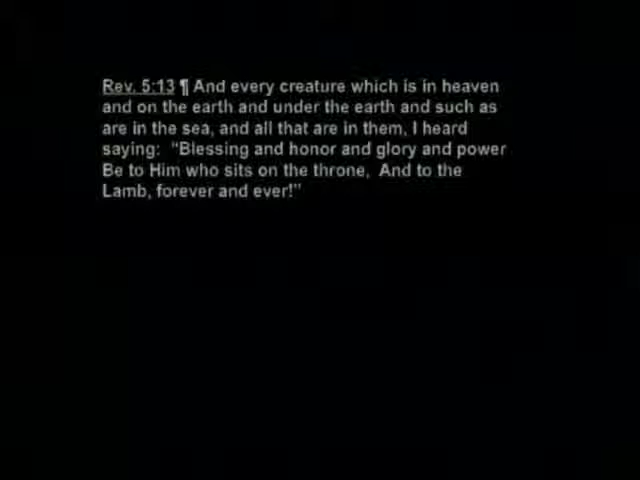 Rev. 5:13 ¶ And every creature which is in heaven
and on the earth and under the earth and such as
are in the sea, and all that are in them, I heard
saying:  "Blessing and honor and glory and power
Be to Him who sits on the throne,  And to the
Lamb, forever and ever!"